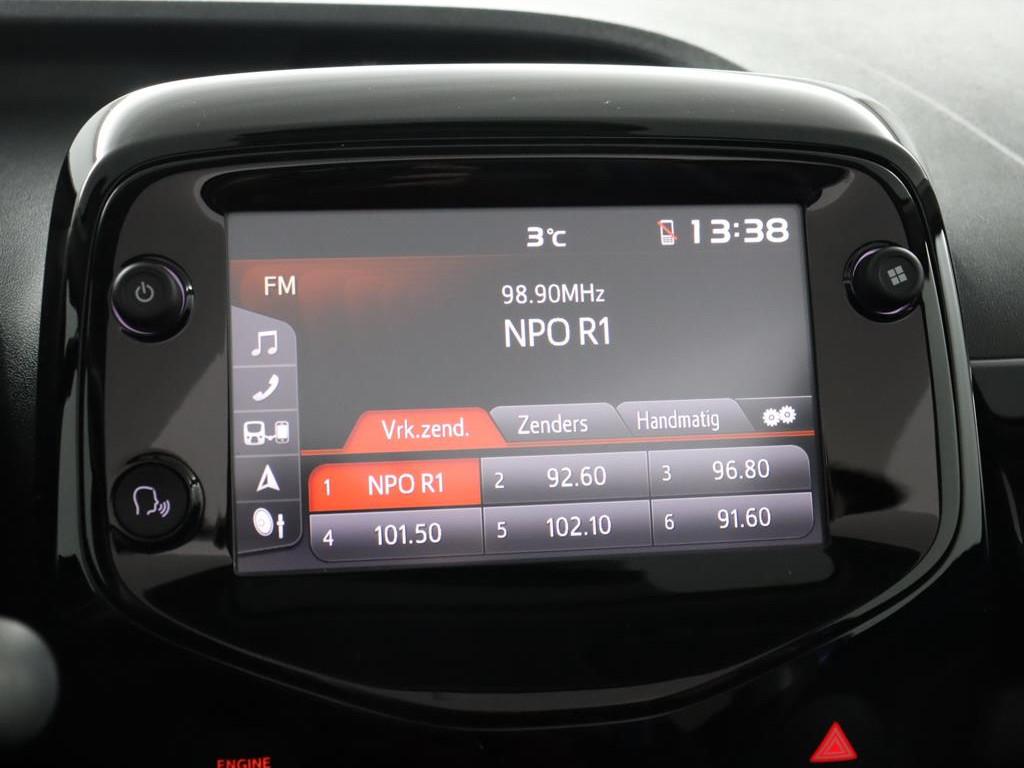 3°C 13:38
FM
98.90MHz
NPO R1
Vrk.zend. Zenders Handmatig
1 NPO R1 2 92.60 3 96.80
4 101.50 5 102.10 6 91.60
ENGINE